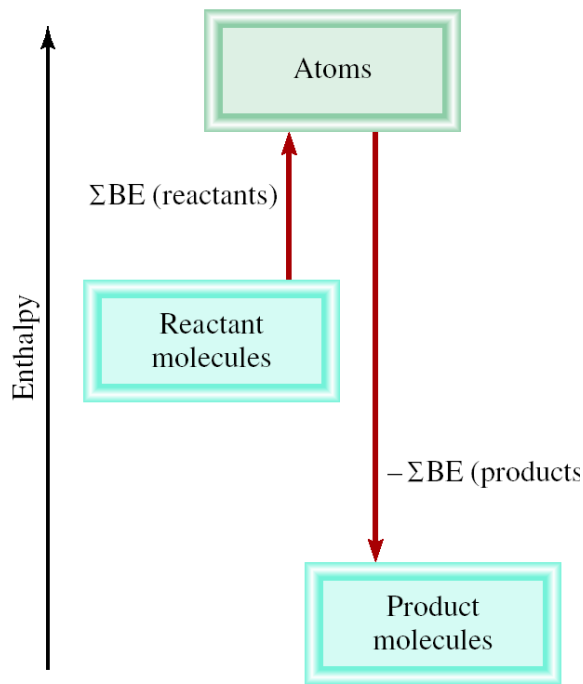 Atoms
ΣBE (reactants)
Reactant
molecules
Enthalpy
– ΣBE (products
Product
molecules